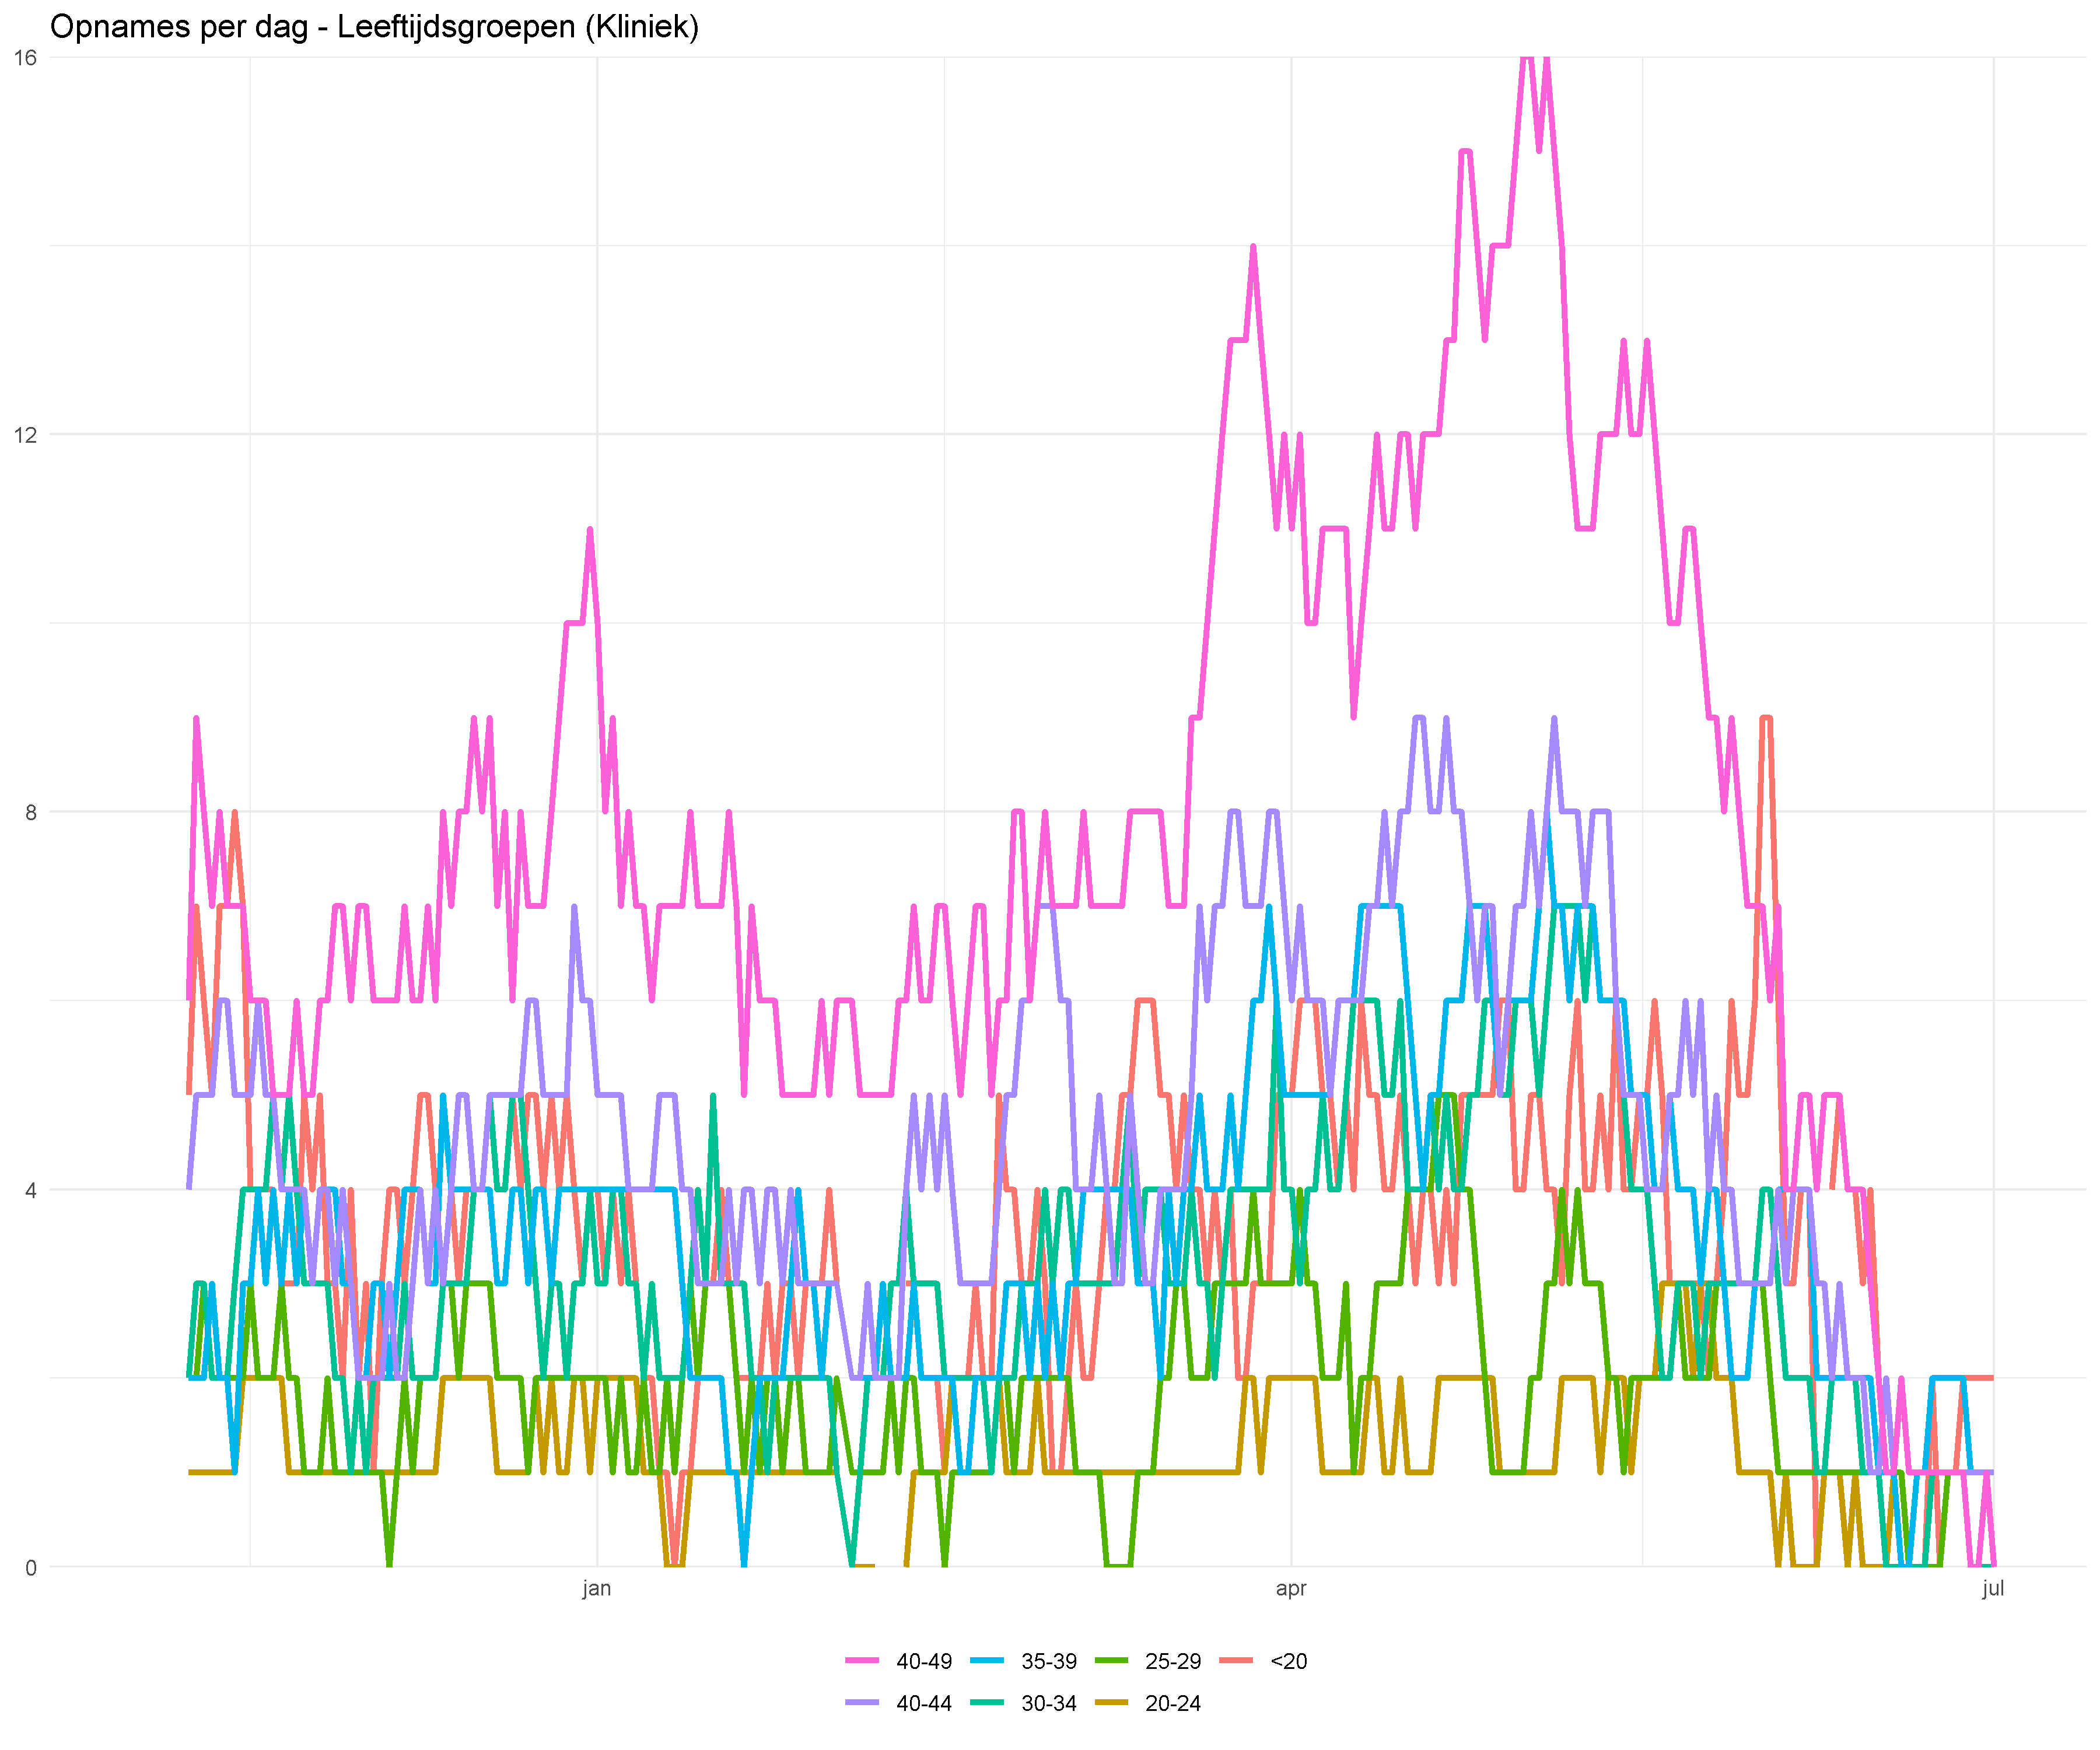 Opnames per dag - Leeftijdsgroepen (Kliniek)
16
12
8
4
0
jan apr jul
40-49 35-39 25-29 <20
40-44 30-34 20-24